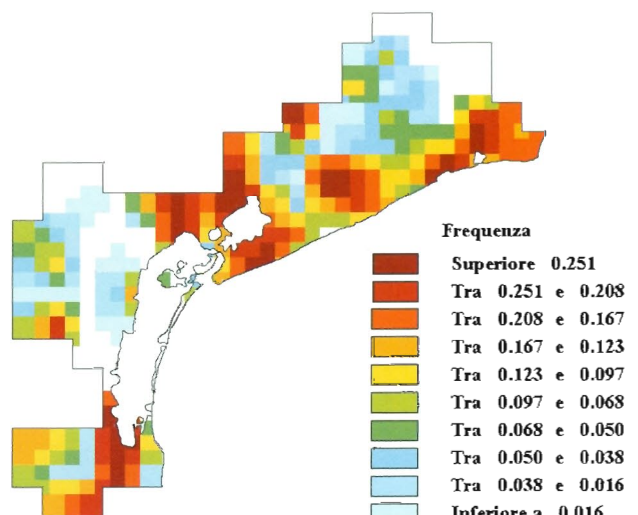 Frequenza
Superiore 0.251
Tra 0.251 e 0.208
Tra 0.208 e 0.167
Tra 0.167 e 0.123
Tra 0.123 e 0.097
Tra 0.097 e 0.068
Tra 0.068 e 0.050
Tra 0.050 e 0.038
Tra 0.038 e 0.016
Inferiore a 0.016